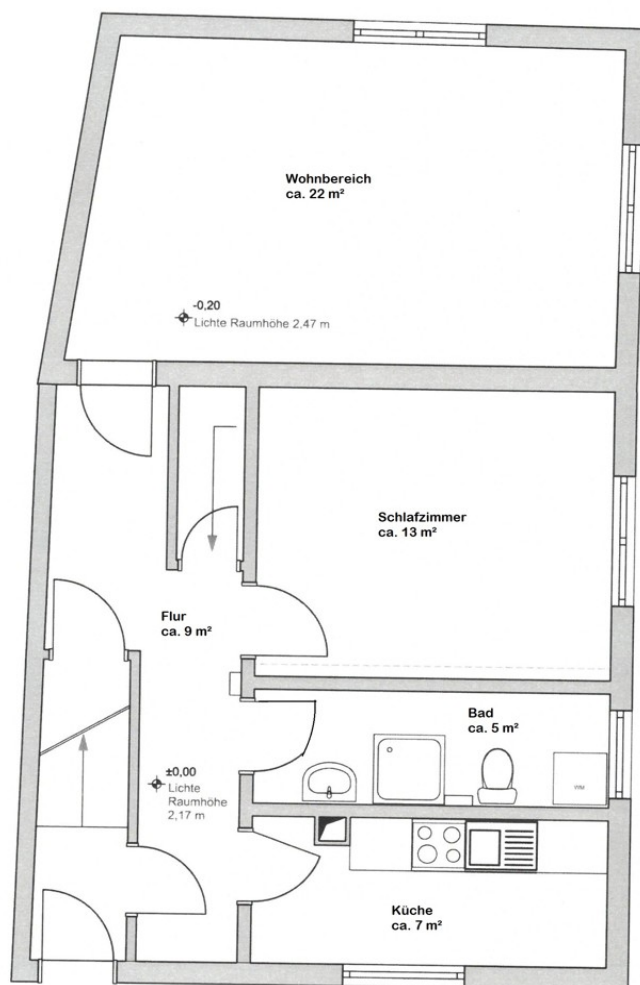 Wohnbereich
ca. 22 m²
-0,20
Lichte Raumhöhe 2,47 m
Schlafzimmer
ca. 13 m²
Flur
ca. 9 m²
Bad
ca. 5 m²
WM
±0,00
Lichte
Raumhöhe
2,17 m
Küche
ca. 7 m²